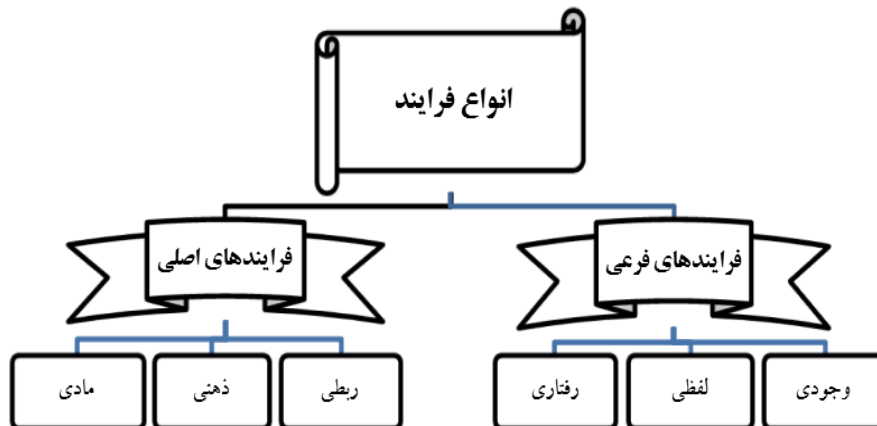 انواع فرایند
فرایندهای فرعی
فرایندهای اصلی
وجودی
لفظی
رفتاری
ربطی
ذهنی
مادی